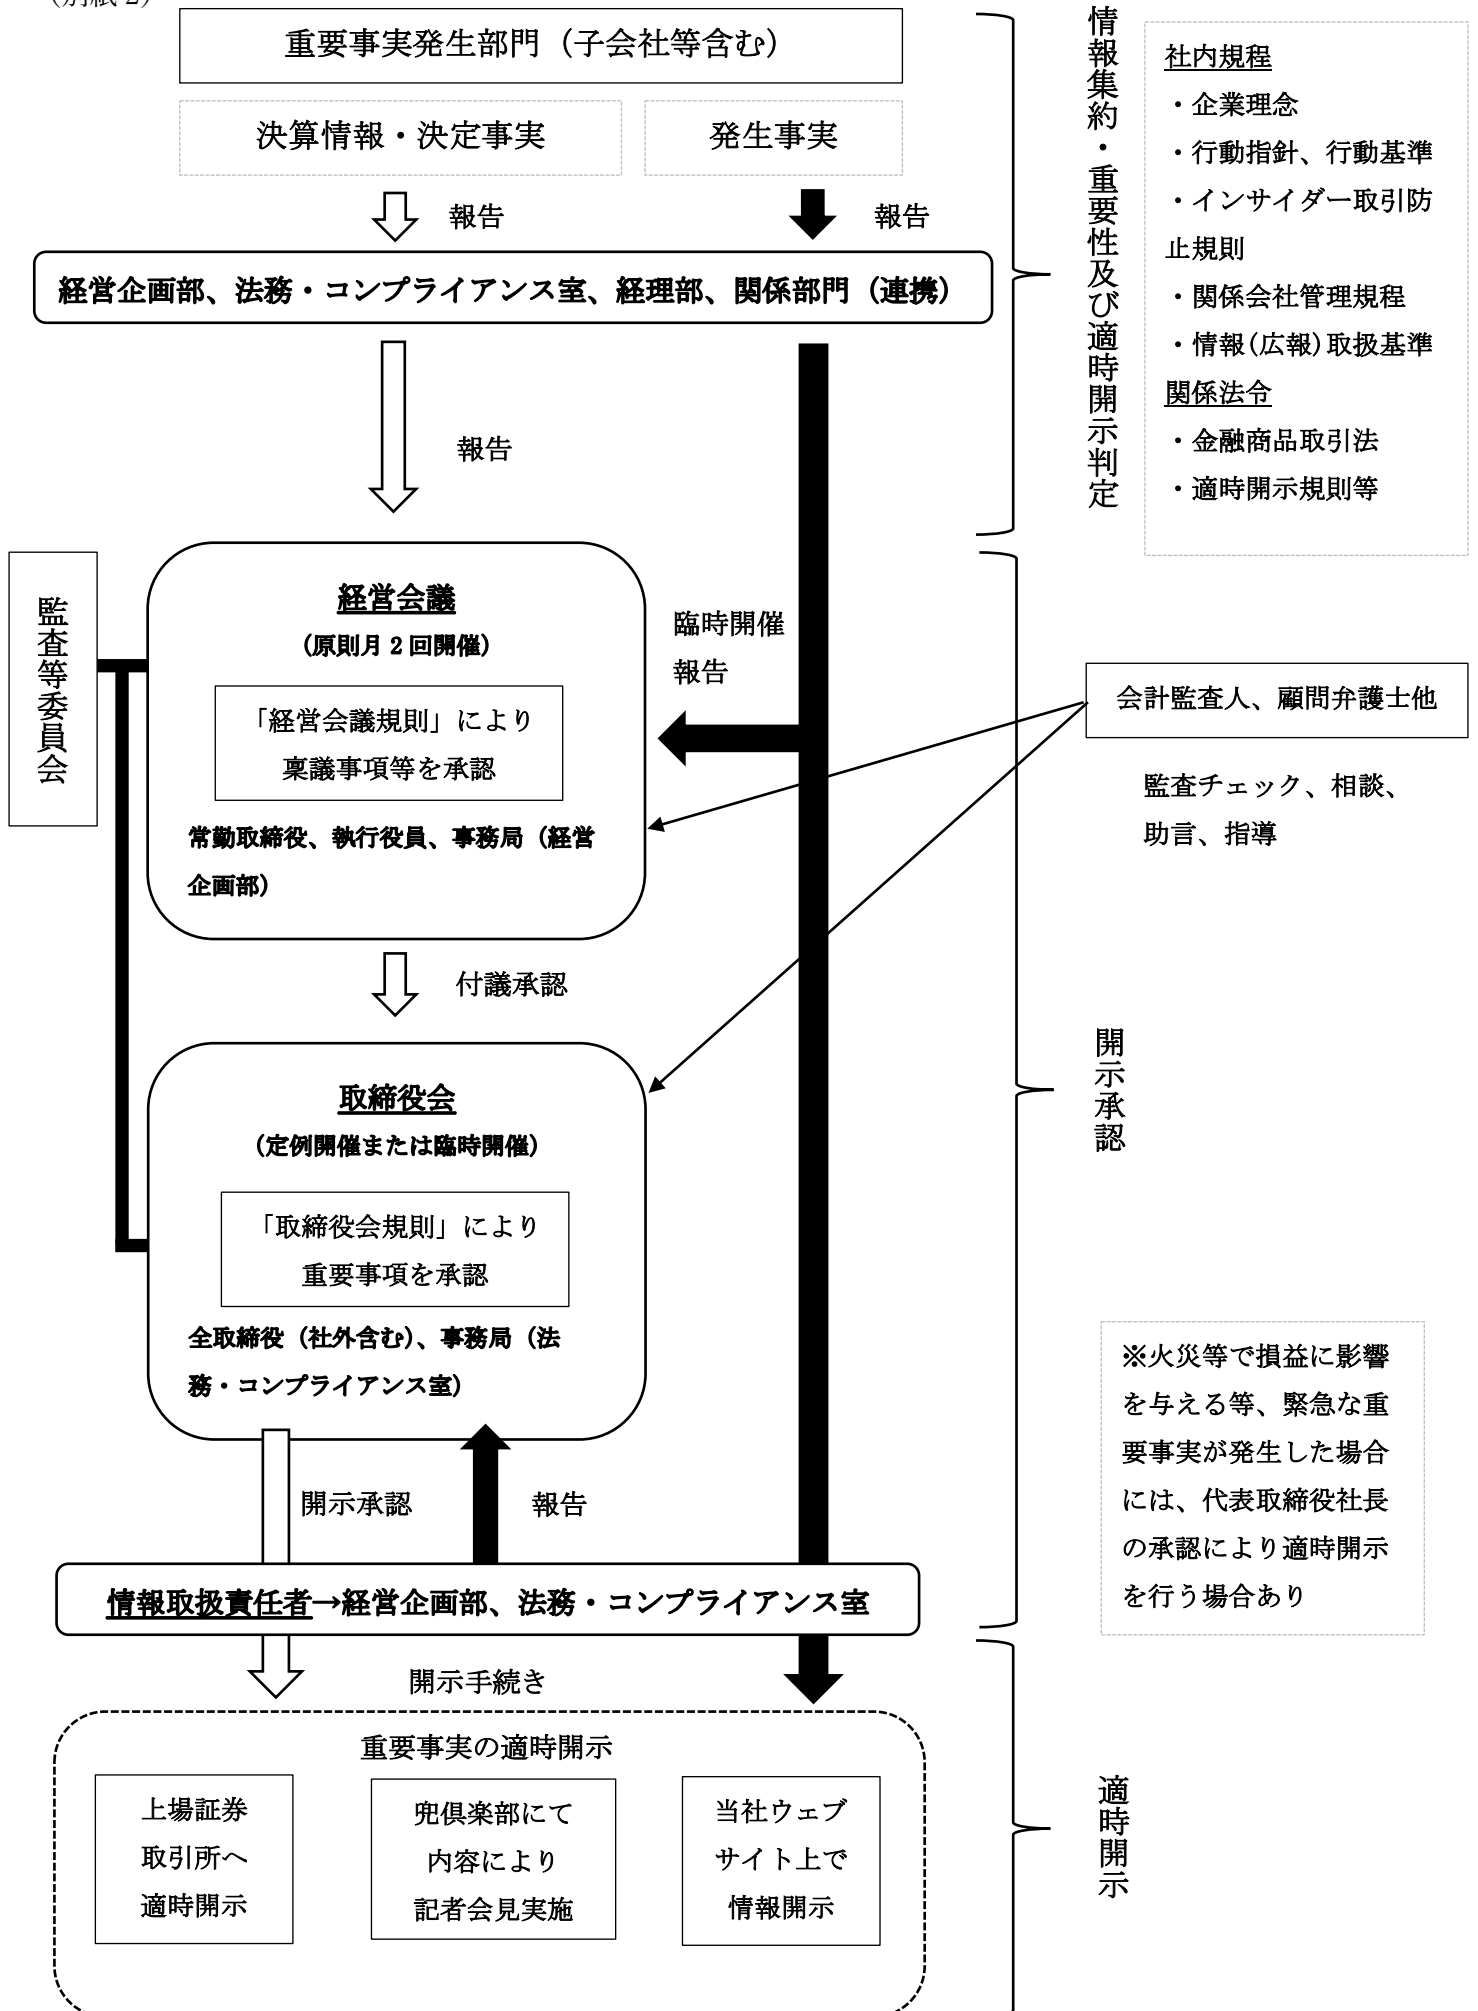 （別紙2）
重要事実発生部門（子会社等含む）
決算情報・決定事実
発生事実
報告
報告
経営企画部、法務・コンプライアンス室、経理部、関係部門（連携）
報告
情報集約・重要性及び適時開示判定
社内規程
・企業理念
・行動指針、行動基準
・インサイダー取引防
止規則
・関係会社管理規程
・情報(広報)取扱基準
関係法令
・金融商品取引法
・適時開示規則等
監査等委員会
経営会議
（原則月2回開催）
「経営会議規則」により
稟議事項等を承認
常勤取締役、執行役員、事務局（経営
企画部）
臨時開催
報告
会計監査人、顧問弁護士他
監査チェック、相談、
助言、指導
付議承認
取締役会
（定例開催または臨時開催）
「取締役会規則」により
重要事項を承認
全取締役（社外含む）、事務局（法
務・コンプライアンス室）
開示承認
開示承認
報告
※火災等で損益に影響
を与える等、緊急な重
要事実が発生した場合
には、代表取締役社長
の承認により適時開示
を行う場合あり
情報取扱責任者→経営企画部、法務・コンプライアンス室
開示手続き
重要事実の適時開示
上場証券
取引所へ
適時開示
兜倶楽部にて
内容により
記者会見実施
当社ウェブ
サイト上で
情報開示
適時開示